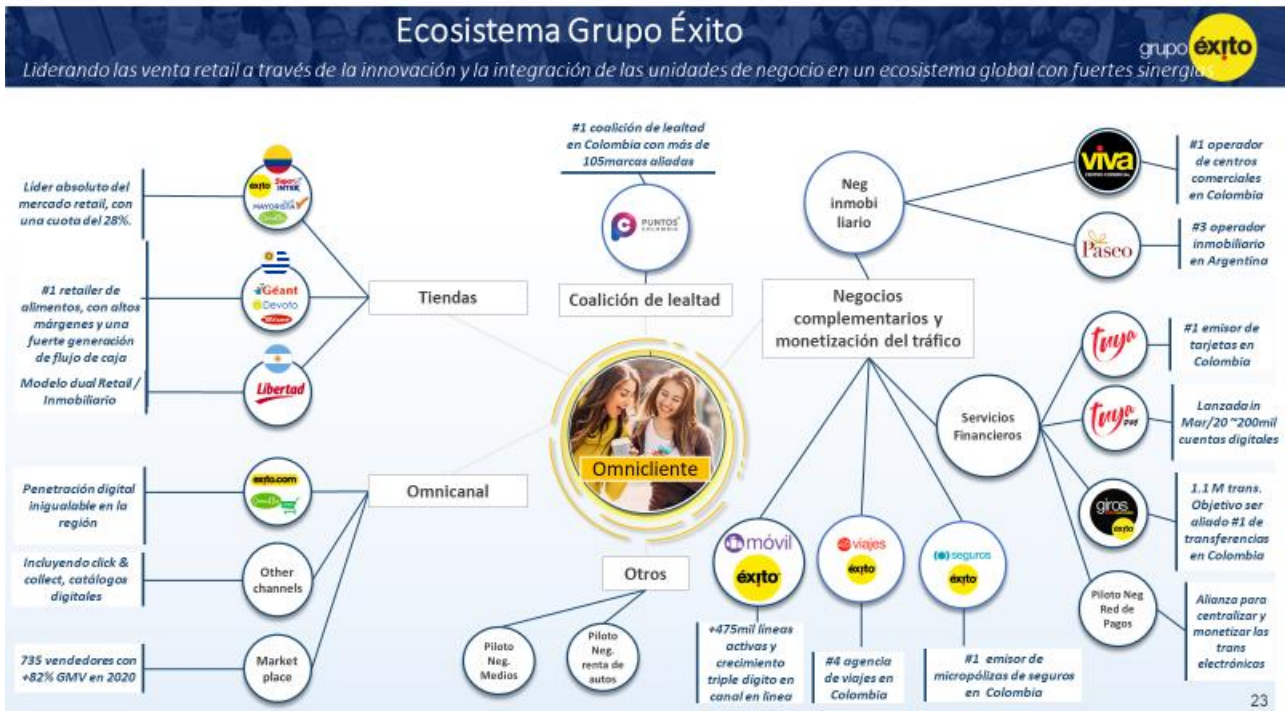 Ecosistema Grupo Éxito
Liderando las venta retail a través de la innovación y la integración de las unidades de negocio en un ecosistema global con fuertes sinergias
grupo éxito
Lider absoluto del
mercado retail, con
una cuota del 28%.
éxito
Super
INTER
MAYORISTA
#1 retailer de
alimentos, con altos
márgenes y una
fuerte generación
de flujo de caja
Géant
Devoto
Modelo dual Retail /
Inmobiliario
Libertad
Tiendas
Penetración digital
inigualable en la
región
exito.com
Incluyendo click &
collect, catálogos
digitales
Other
channels
735 vendedores con
+82% GMV en 2020
Market
place
Omnicanal
#1 coalición de lealtad
en Colombia con más de
105marcas aliadas
PUNTOS
COLOMBIA
Coalición de lealtad
Omnicliente
Otros
Piloto
Neg.
Medios
Piloto
Neg.
renta de
autos
Neg
inmobi
liario
viva
CENTRO COMERCIAL
#1 operador
de centros
comerciales
en Colombia
Paseo
#3 operador
inmobiliario
en Argentina
Negocios
complementarios y
monetización del tráfico
Servicios
Financieros
tuya
#1 emisor de
tarjetas en
Colombia
tuya
pay
Lanzada in
Mar/20 ~200mil
cuentas digitales
giros
éxito
1.1 M trans.
Objetivo ser
aliado #1 de
transferencias
en Colombia
Piloto Neg
Red de
Pagos
Alianza para
centralizar y
monetizar las
trans
electrónicas
móvil
éxito
+475mil líneas
activas y
crecimiento
triple digito en
canal en linea
viajes
éxito
#4 agencia
de viajes en
Colombia
seguros
éxito
#1 emisor de
micropólizas de seguros
en Colombia
23